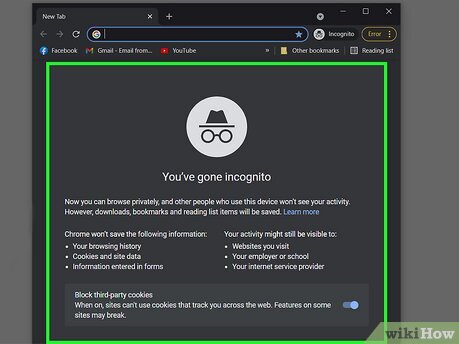 New Tab
Incognito
Error
Facebook
Gmail - Email from...
YouTube
»
Other bookmarks
Reading list
You've gone incognito
Now you can browse privately, and other people who use this device won't see your activity.
However, downloads, bookmarks and reading list items will be saved. Learn more
Chrome won't save the following information:
• Your browsing history
• Cookies and site data
• Information entered in forms
Your activity might still be visible to:
• Websites you visit
• Your employer or school
• Your internet service provider
Block third-party cookies
When on, sites can't use cookies that track you across the web. Features on some
sites may break.
wikiHow